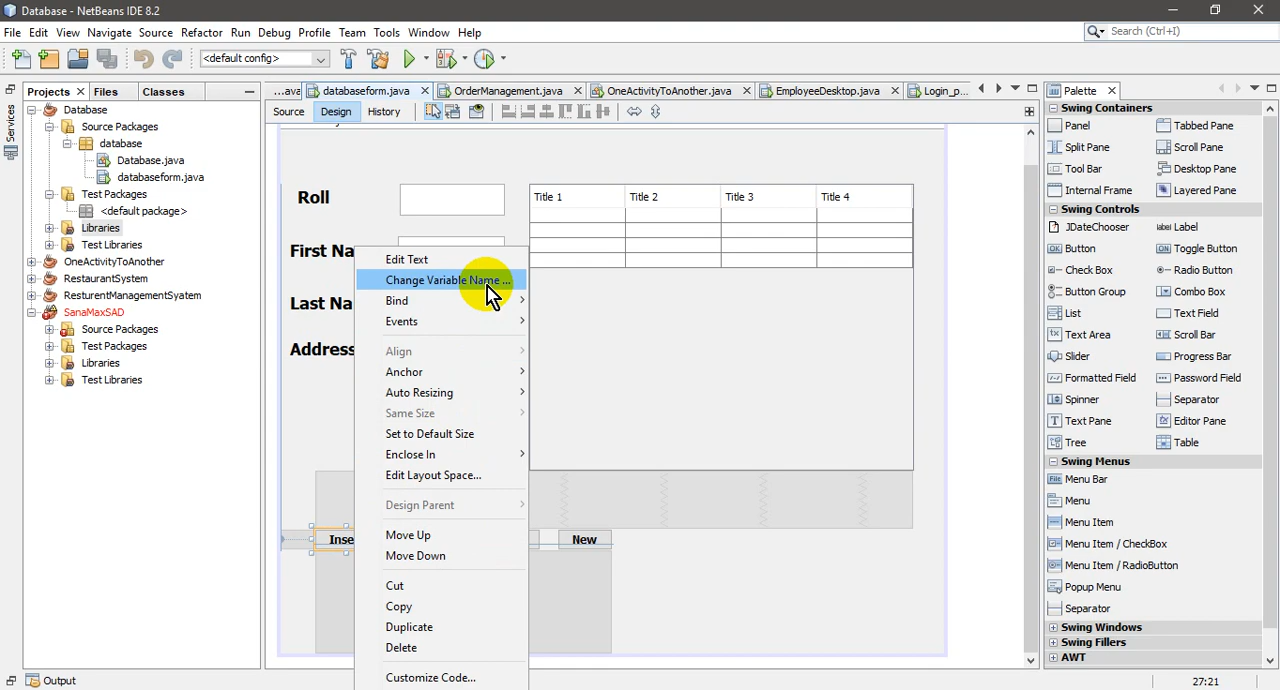 Database - NetBeans IDE 8.2
File Edit View Navigate Source Refactor Run Debug Profile Team Tools Window Help
Search (Ctrl+I)
<default config>
Services
Projects Files Classes
Database
Source Packages
database
Database.java
databaseform.java
Test Packages
<default package>
Libraries
Test Libraries
OneActivityToAnother
RestaurantSystem
ResturentManagementSyatem
SanaMaxSAD
Source Packages
Test Packages
Libraries
Test Libraries
...ava databaseform.java OrderManagement.java OneActivityToAnother.java EmployeeDesktop.java Login_p...
Source Design History
Roll
First Na
Last Na
Address
Title 1 Title 2 Title 3 Title 4
Inse
New
Edit Text
Change Variable Name ...
Bind
Events
Align
Anchor
Auto Resizing
Same Size
Set to Default Size
Enclose In
Edit Layout Space...
Design Parent
Move Up
Move Down
Cut
Copy
Duplicate
Delete
Customize Code...
Palette
Swing Containers
Panel Tabbed Pane
Split Pane Scroll Pane
Tool Bar Desktop Pane
Internal Frame Layered Pane
Swing Controls
JDateChooser label Label
OK Button ON Toggle Button
Check Box Radio Button
Button Group Combo Box
List Text Field
Text Area Scroll Bar
Slider Progress Bar
Formatted Field Password Field
Spinner Separator
Text Pane Editor Pane
Tree Table
Swing Menus
File Menu Bar
Menu
Menu Item
Menu Item / CheckBox
Menu Item / RadioButton
Popup Menu
Separator
Swing Windows
Swing Fillers
AWT
Output
27:21